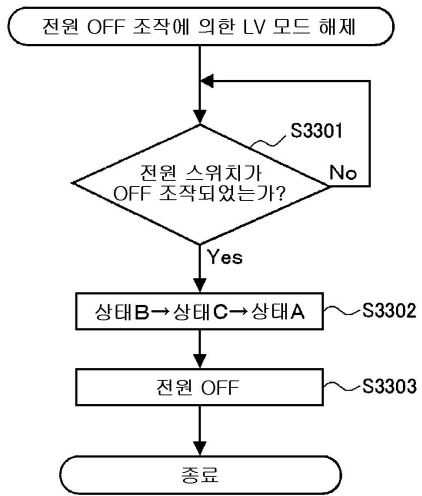 전원 OFF 조작에 의한 LV 모드 해제
S3301
전원 스위치가
OFF 조작되었는가?
No
Yes
상태B→상태C→상태A
S3302
전원 OFF
S3303
종료